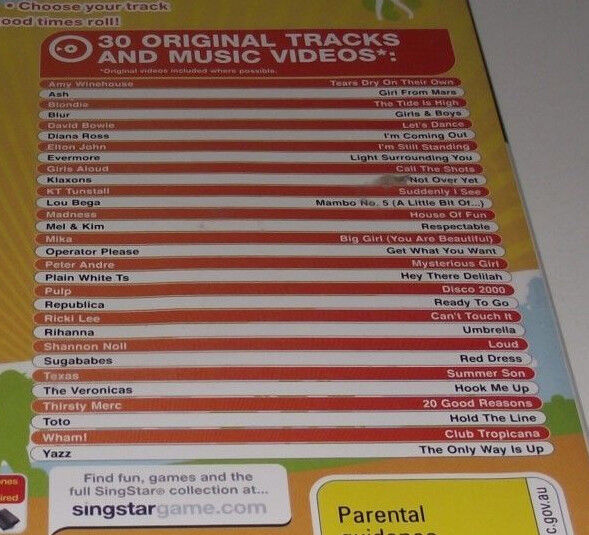 • Choose your track
ood times roll!
30 ORIGINAL TRACKS
AND MUSIC VIDEOS*:
*Original videos included where possible.
Amy Winehouse Tears Dry On Their Own
Ash Girl From Mars
Blondie The Tide Is High
Blur Girls & Boys
David Bowie Let's Dance
Diana Ross I'm Coming Out
Elton John I'm Still Standing
Evermore Light Surrounding You
Girls Aloud Call The Shots
Klaxons Not Over Yet
KT Tunstall Suddenly I See
Lou Bega Mambo No. 5 (A Little Bit Of...)
Madness House Of Fun
Mel & Kim Respectable
Mika Big Girl (You Are Beautiful)
Operator Please Get What You Want
Peter Andre Mysterious Girl
Plain White Ts Hey There Delilah
Pulp Disco 2000
Republica Ready To Go
Ricki Lee Can't Touch It
Rihanna Umbrella
Shannon Noll Loud
Sugababes Red Dress
Texas Summer Son
The Veronicas Hook Me Up
Thirsty Merc 20 Good Reasons
Toto Hold The Line
Wham! Club Tropicana
Yazz The Only Way Is Up
Find fun, games and the
full SingStar® collection at...
singstargame.com
Parental
c.gov.au